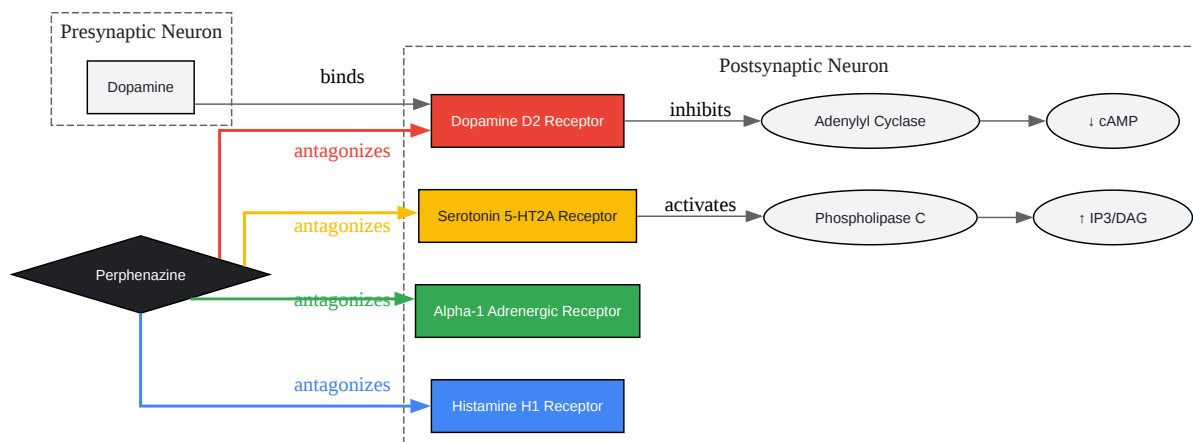 Presynaptic Neuron
Dopamine
binds
Postsynaptic Neuron
Dopamine D2 Receptor
inhibits
Adenylyl Cyclase
↓ cAMP
antagonizes
Serotonin 5-HT2A Receptor
activates
Phospholipase C
↑ IP3/DAG
antagonizes
Perphenazine
antagonizes
Alpha-1 Adrenergic Receptor
antagonizes
Histamine H1 Receptor